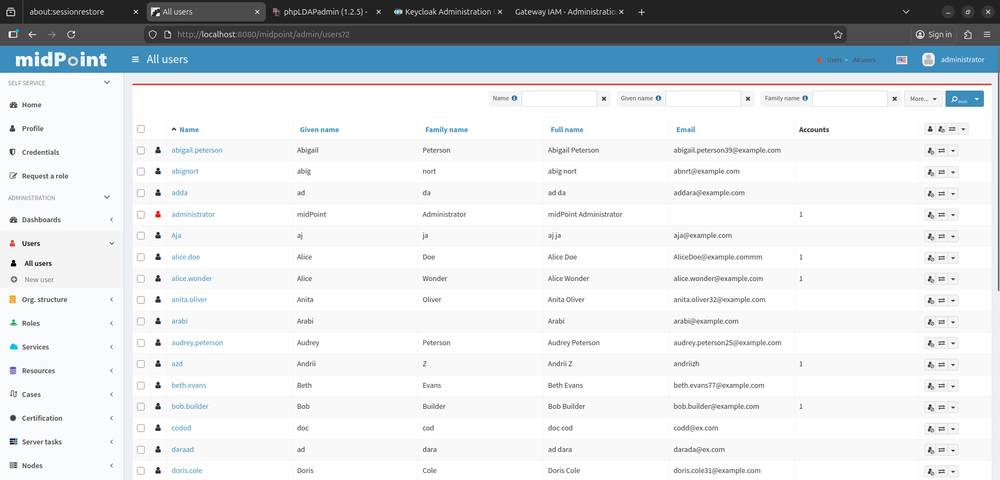 about:sessionrestore
All users
phpLDAPadmin (1.2.5) -
Keycloak Administration
Gateway IAM - Administratio
http://localhost:8080/midpoint/admin/users?2
Sign in
midPoint
All users
Users > All users
administrator
SELF SERVICE
Home
Profile
Credentials
Request a role
ADMINISTRATION
Dashboards
Users
All users
New user
Org. structure
Roles
Services
Resources
Cases
Certification
Server tasks
Nodes
Name Given name Family name More... Basic
Name Given name Family name Full name Email Accounts
abigail.peterson Abigail Peterson Abigail Peterson abigail.peterson39@example.com
abignort abig nort abig nort abnrt@example.com
adda ad da ad da addara@example.com
administrator midPoint Administrator midPoint Administrator 1
Aja aj ja aj ja aja@example.com
alice.doe Alice Doe Alice Doe AliceDoe@example.commm 1
alice.wonder Alice Wonder Alice Wonder alice.wonder@example.com 1
anita.oliver Anita Oliver Anita Oliver anita.oliver32@example.com
arabi Arabi Arabi arabi@example.com
audrey.peterson Audrey Peterson Audrey Peterson audrey.peterson25@example.com
azd Andrii Z Andrii Z andriizh 1
beth.evans Beth Evans Beth Evans beth.evans77@example.com
bob.builder Bob Builder Bob Builder bob.builder@example.com 1
codod doc cod doc cod codd@ex.com
daraad ad dara ad dara darada@ex.com
doris.cole Doris Cole Doris Cole doris.cole31@example.com